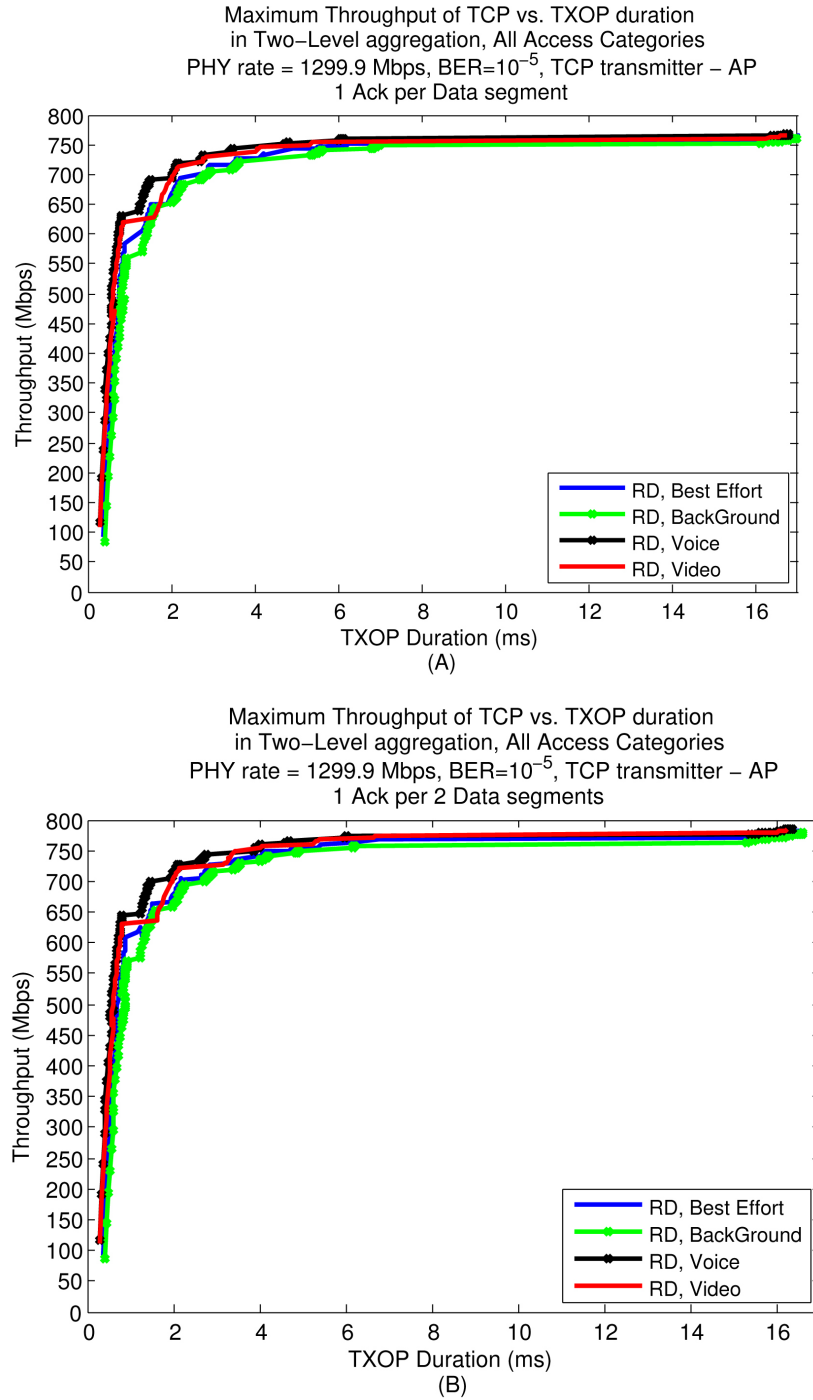 Maximum Throughput of TCP vs. TXOP duration
in Two−Level aggregation, All Access Categories
PHY rate = 1299.9 Mbps, BER=10−5, TCP transmitter − AP
1 Ack per Data segment
800
750
700
650
600
550
500
450
400
350
300
250
200
150
100
50
0
Throughput (Mbps)
RD, Best Effort
RD, BackGround
RD, Voice
RD, Video
0 2 4 6 8 10 12 14 16
TXOP Duration (ms)
(A)
Maximum Throughput of TCP vs. TXOP duration
in Two−Level aggregation, All Access Categories
PHY rate = 1299.9 Mbps, BER=10−5, TCP transmitter − AP
1 Ack per 2 Data segments
800
750
700
650
600
550
500
450
400
350
300
250
200
150
100
50
0
Throughput (Mbps)
RD, Best Effort
RD, BackGround
RD, Voice
RD, Video
0 2 4 6 8 10 12 14 16
TXOP Duration (ms)
(B)